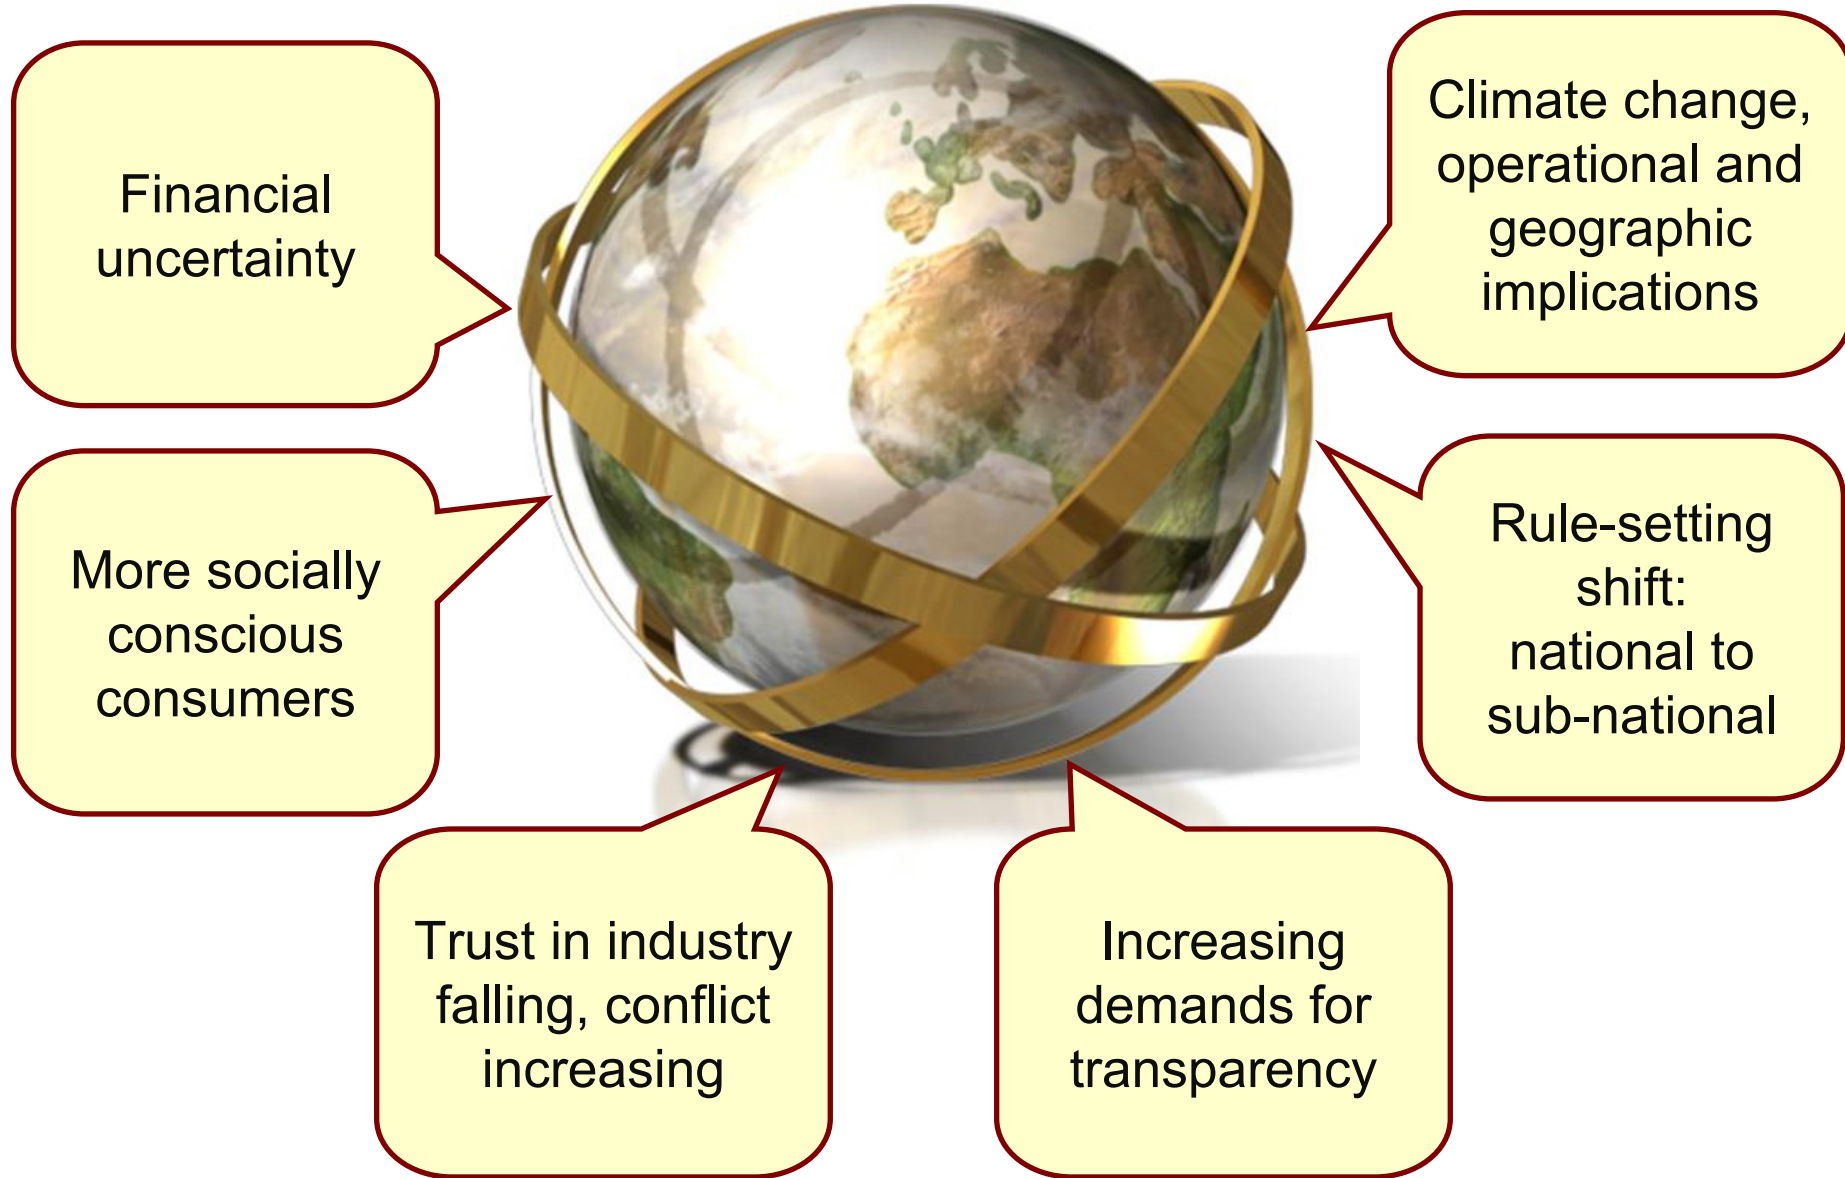 Financial
uncertainty
Climate change,
operational and
geographic
implications
More socially
conscious
consumers
Rule-setting
shift:
national to
sub-national
Trust in industry
falling, conflict
increasing
Increasing
demands for
transparency